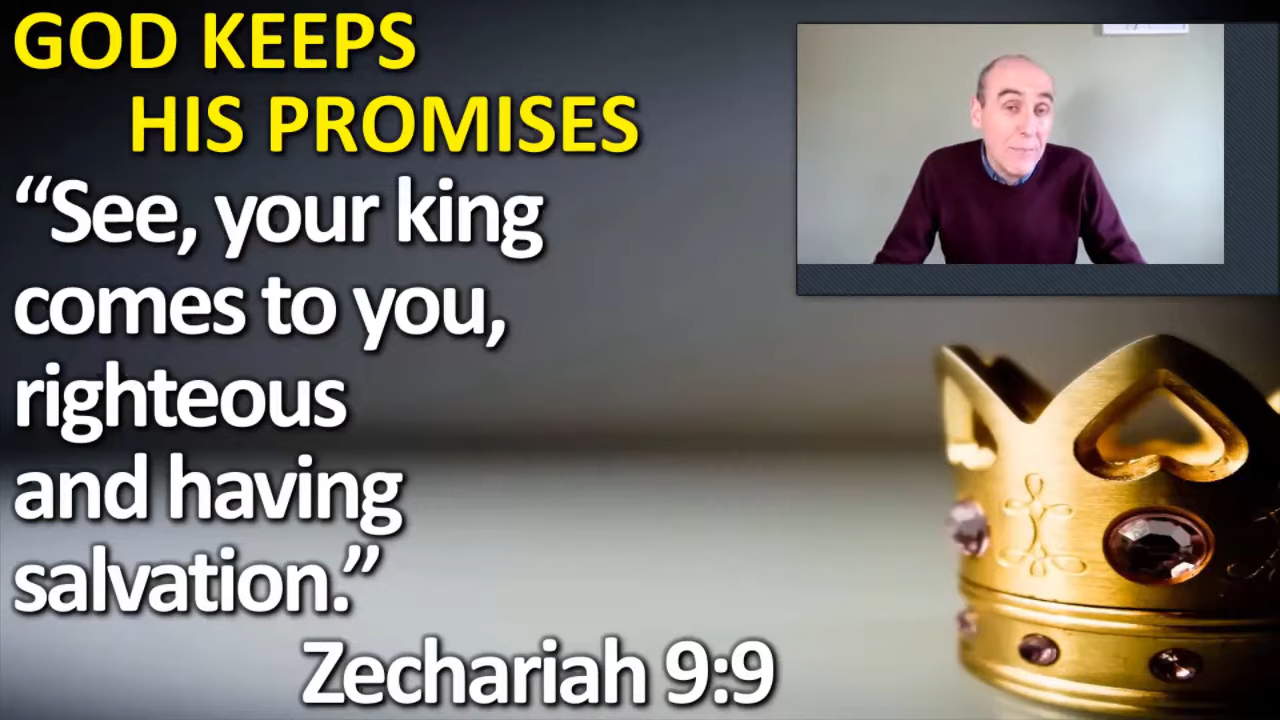 GOD KEEPS
HIS PROMISES
“See, your king
comes to you,
righteous
and having
salvation.”
Zechariah 9:9